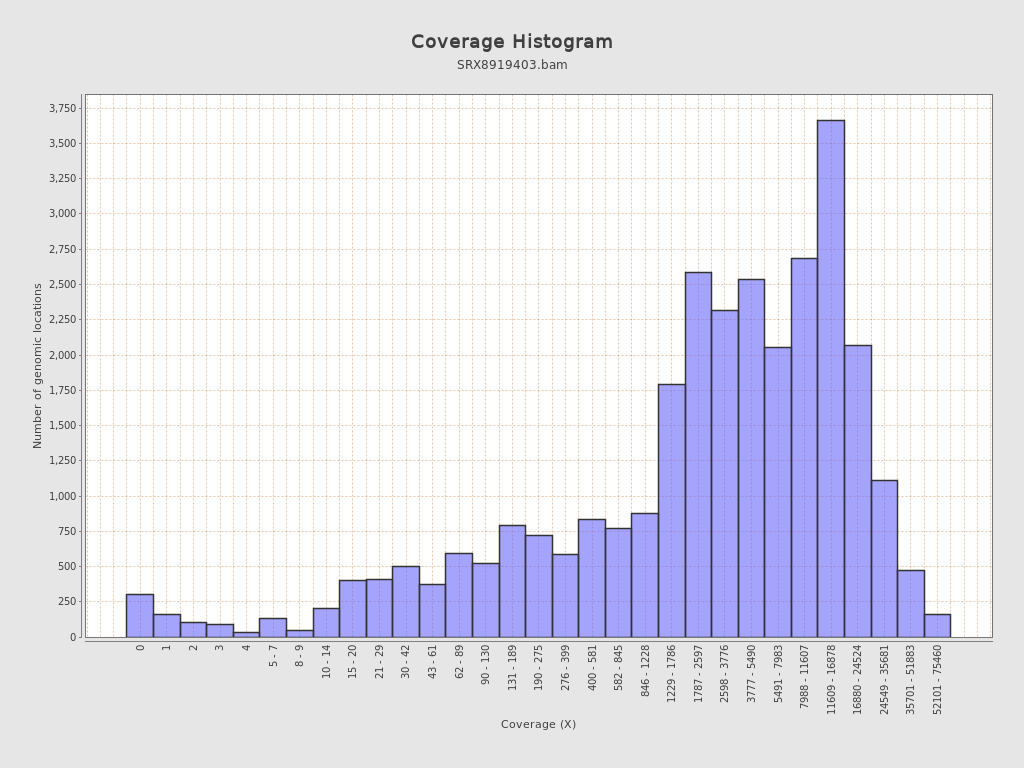 Coverage Histogram
SRX8919403.bam
Number of genomic locations
3,750
3,500
3,250
3,000
2,750
2,500
2,250
2,000
1,750
1,500
1,250
1,000
750
500
250
0
0
1
2
3
4
5 - 7
8 - 9
10 - 14
15 - 20
21 - 29
30 - 42
43 - 61
62 - 89
90 - 130
131 - 189
190 - 275
276 - 399
400 - 581
582 - 845
846 - 1228
1229 - 1786
1787 - 2597
2598 - 3776
3777 - 5490
5491 - 7983
7988 - 11607
11609 - 16878
16880 - 24524
24549 - 35681
35701 - 51883
52101 - 75460
Coverage (X)